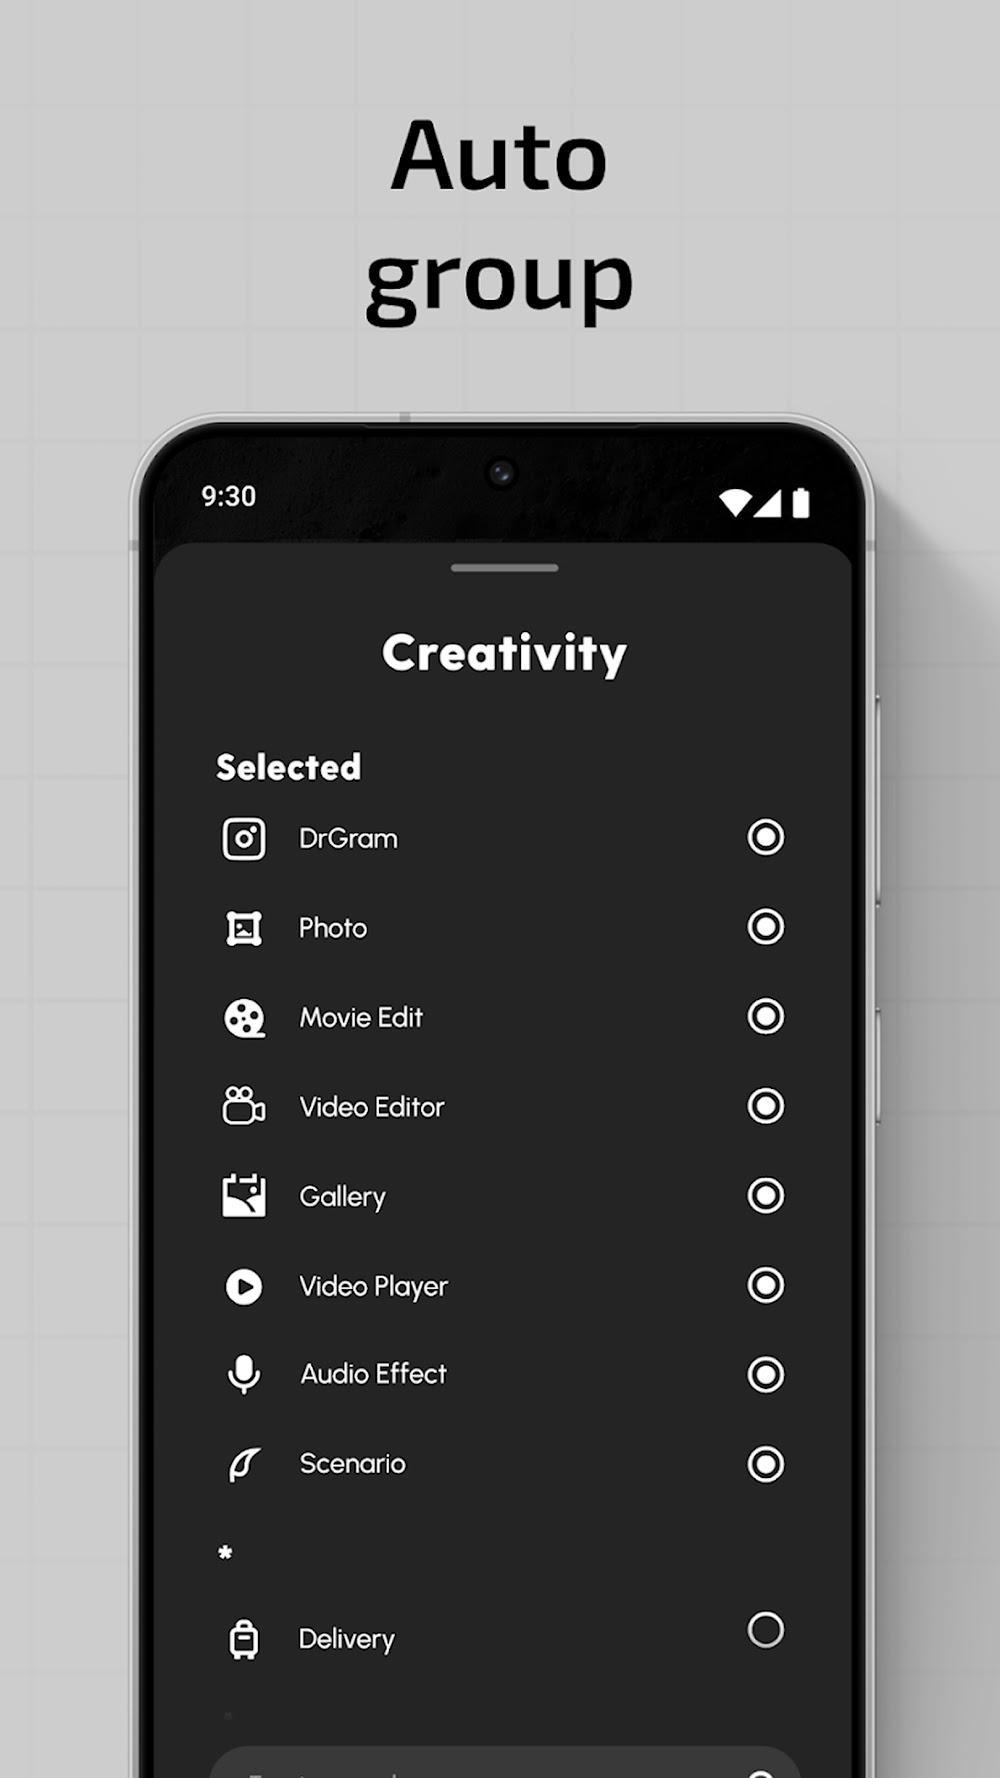 Auto
group
9:30
Creativity
Selected
DrGram
Photo
Movie Edit
Video Editor
Gallery
Video Player
Audio Effect
Scenario
*
Delivery